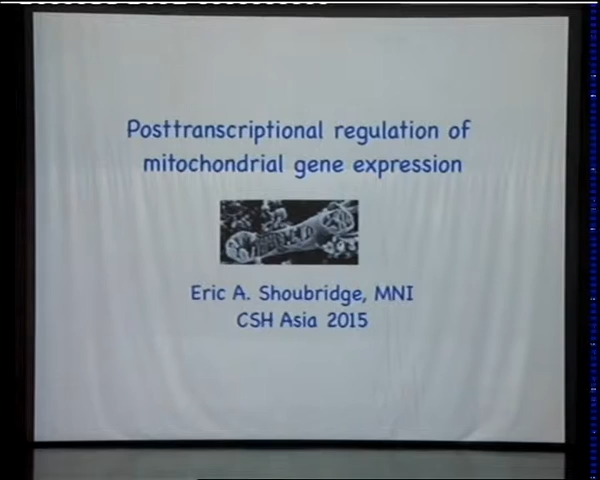 Posttranscriptional regulation of
mitochondrial gene expression
Eric A. Shoubridge, MNI
CSH Asia 2015